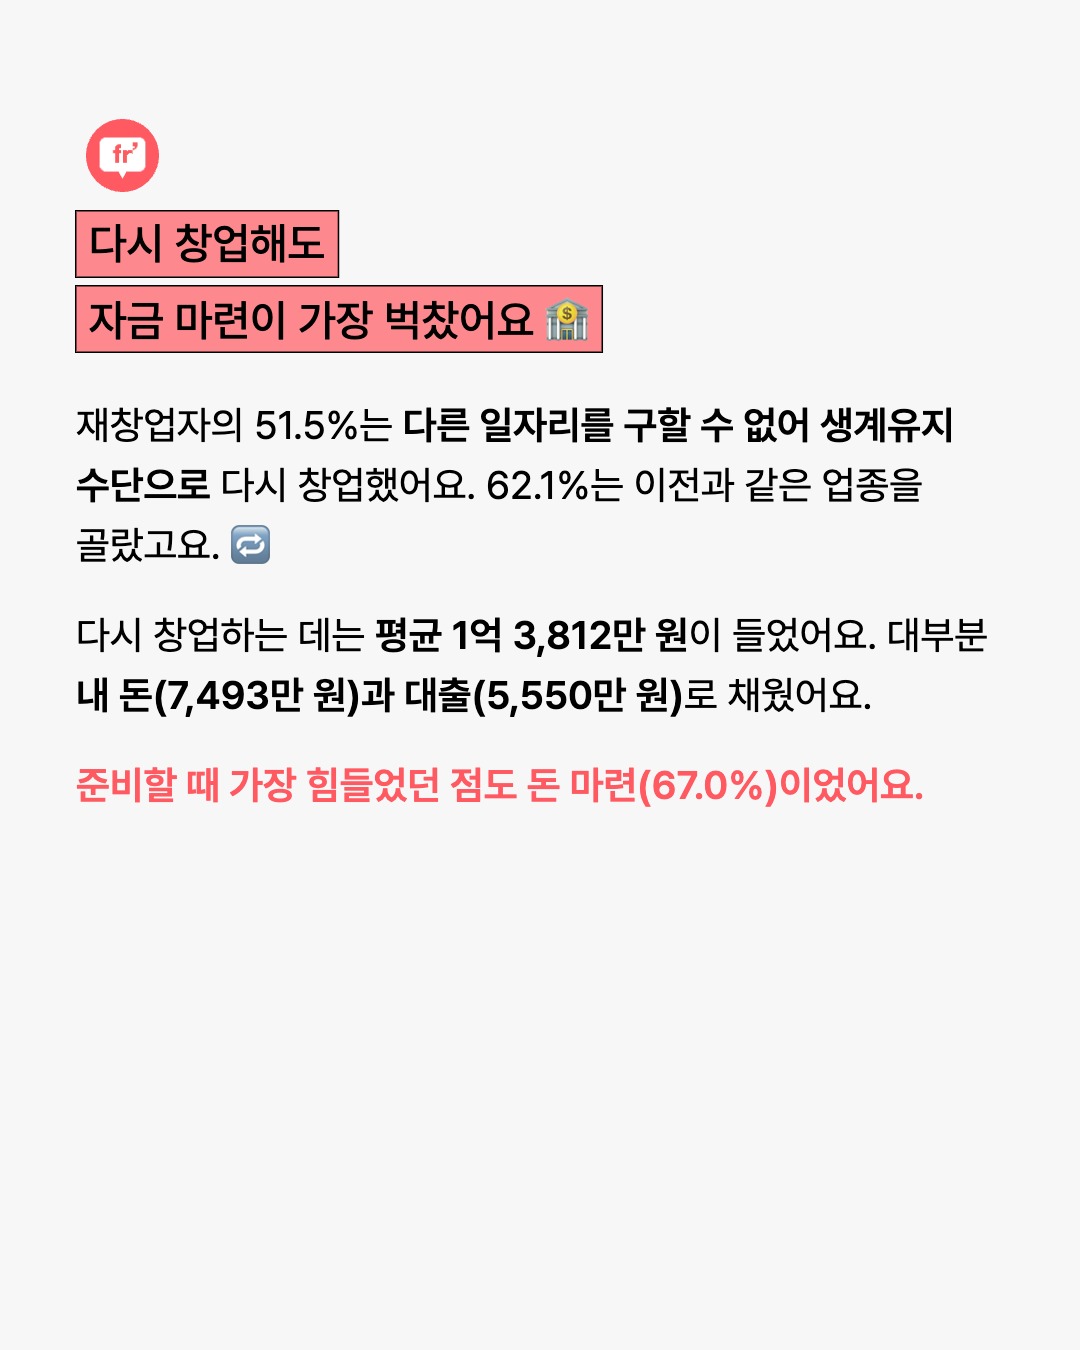 fr’
다시 창업해도
자금 마련이 가장 벅찼어요
재창업자의 51.5%는 다른 일자리를 구할 수 없어 생계유지
수단으로 다시 창업했어요. 62.1%는 이전과 같은 업종을
골랐고요.
다시 창업하는 데는 평균 1억 3,812만 원이 들었어요. 대부분
내 돈(7,493만 원)과 대출(5,550만 원)로 채웠어요.
준비할 때 가장 힘들었던 점도 돈 마련(67.0%)이었어요.